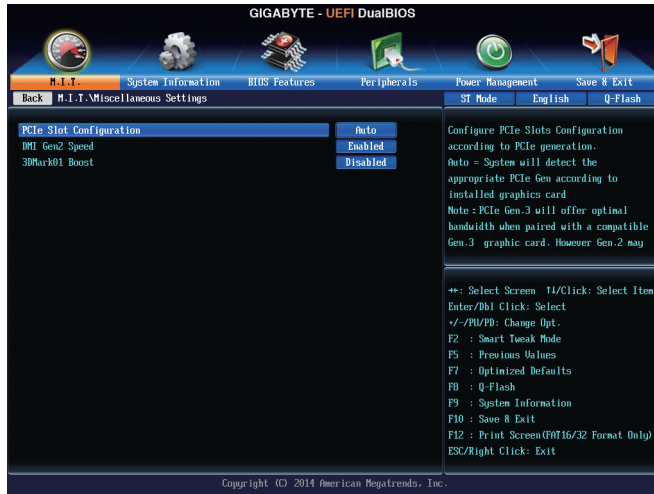 GIGABYTE - UEFI DualBIOS
M.I.T. System Information BIOS Features Peripherals Power Management Save & Exit
Back M.I.T.\Miscellaneous Settings ST Mode English Q-Flash
PCIe Slot Configuration Auto
DMI Gen2 Speed Enabled
3DMark01 Boost Disabled
Configure PCIe Slots Configuration
according to PCIe generation.
Auto = System will detect the
appropriate PCIe Gen according to
installed graphics card
Note : PCIe Gen.3 will offer optimal
bandwidth when paired with a compatible
Gen.3 graphic card. However Gen.2 may
→←: Select Screen ↑↓/Click: Select Item
Enter/Dbl Click: Select
+/-/PU/PD: Change Opt.
F2 : Smart Tweak Mode
F5 : Previous Values
F7 : Optimized Defaults
F8 : Q-Flash
F9 : System Information
F10 : Save & Exit
F12 : Print Screen(FAT16/32 Format Only)
ESC/Right Click: Exit
Copyright (C) 2014 American Megatrends, Inc.